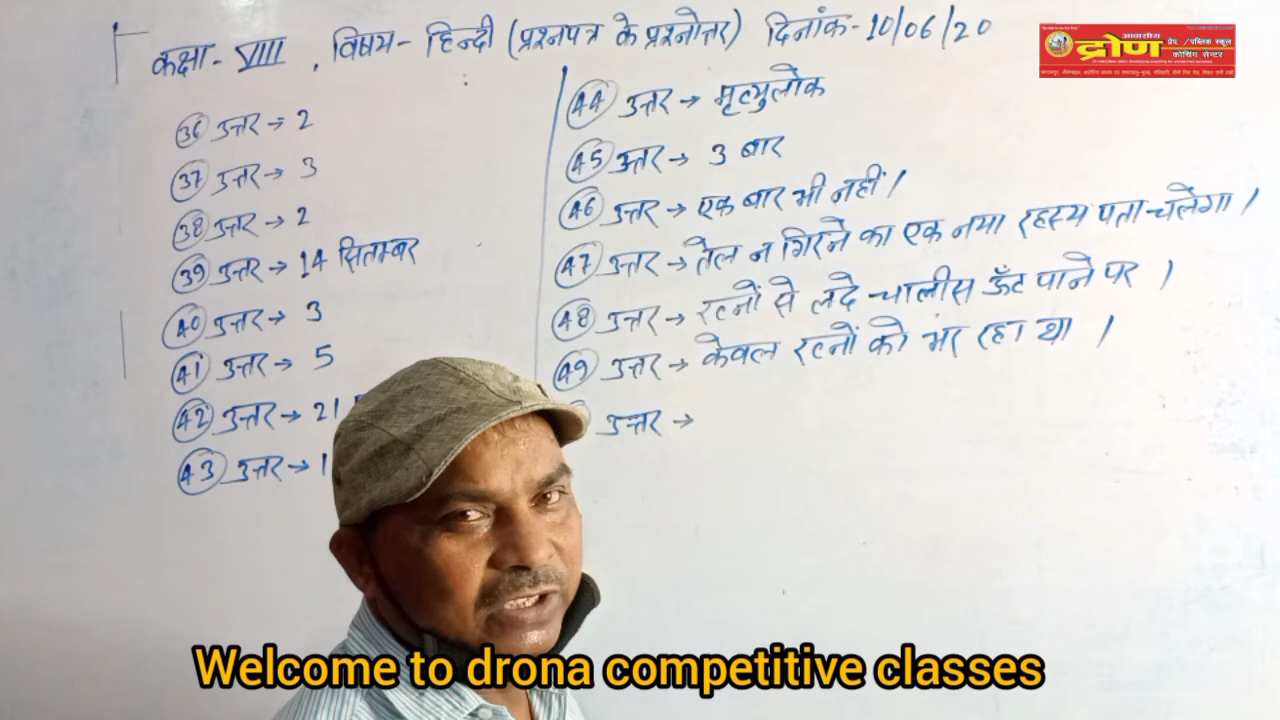 कक्षा- VIII , विषय- हिन्दी (प्रश्नपत्र के प्रश्नोत्तर) दिनांक-10/06/20
36 उत्तर → 2
37 उत्तर → 3
38 उत्तर → 2
39 उत्तर → 14 सितम्बर
40 उत्तर → 3
41 उत्तर → 5
42 उत्तर → 21
43 उत्तर → 1
44 उत्तर → मृत्युलोक
45 उत्तर → 3 बार
46 उत्तर → एक बार भी नहीं।
47 उत्तर → तेल न गिरने का एक नया रहस्य पता चलेगा।
48 उत्तर → रत्नों से लदे चालीस ऊँट पाने पर।
49 उत्तर → केवल रत्नों को भर रहा था।
उत्तर →
आवासीय
द्रोण प्रेप. / पब्लिक स्कूल
कोचिंग सेन्टर
Welcome to drona competitive classes